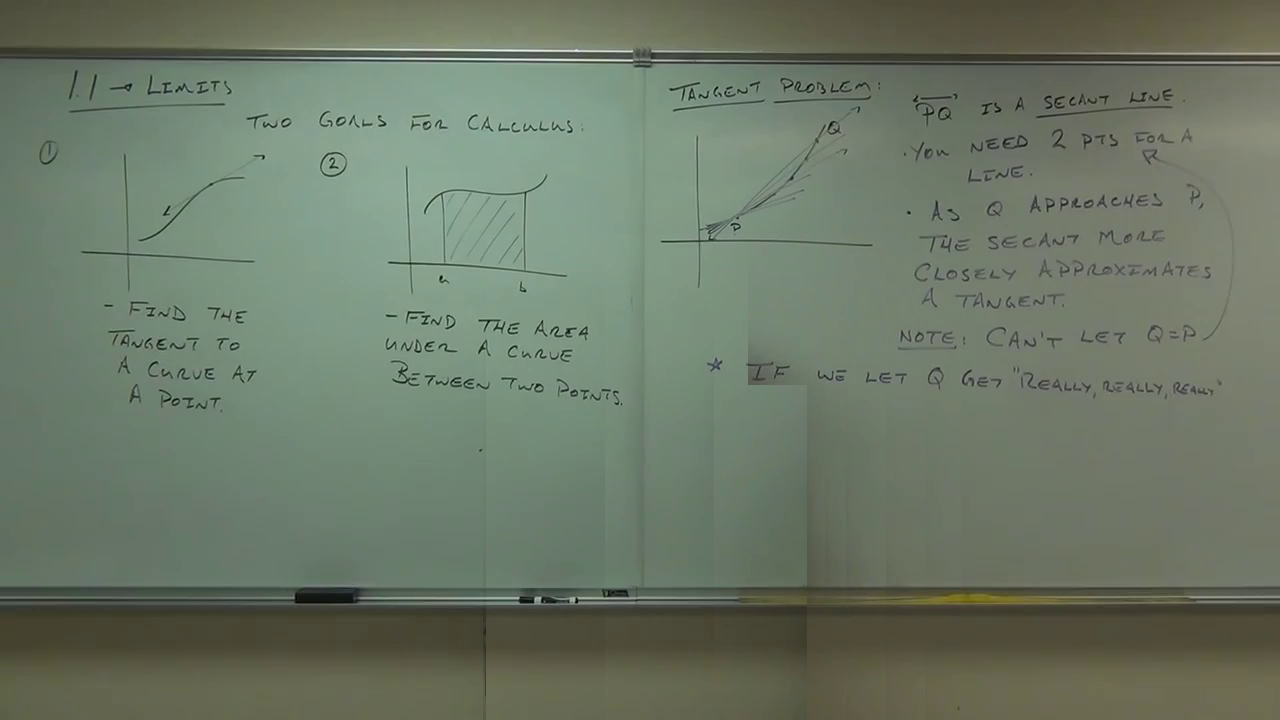 1.1 → LIMITS
TWO GOALS FOR CALCULUS:
①
②
a
b
- FIND THE
TANGENT TO
A CURVE AT
A POINT.
- FIND THE AREA
UNDER A CURVE
BETWEEN TWO POINTS.
TANGENT PROBLEM:
Q
P
PQ IS A SECANT LINE.
· YOU NEED 2 PTS FOR A
LINE.
· AS Q APPROACHES P,
THE SECANT MORE
CLOSELY APPROXIMATES
A TANGENT.
NOTE: CAN'T LET Q=P
* IF WE LET Q GET "REALLY, REALLY, REALLY"